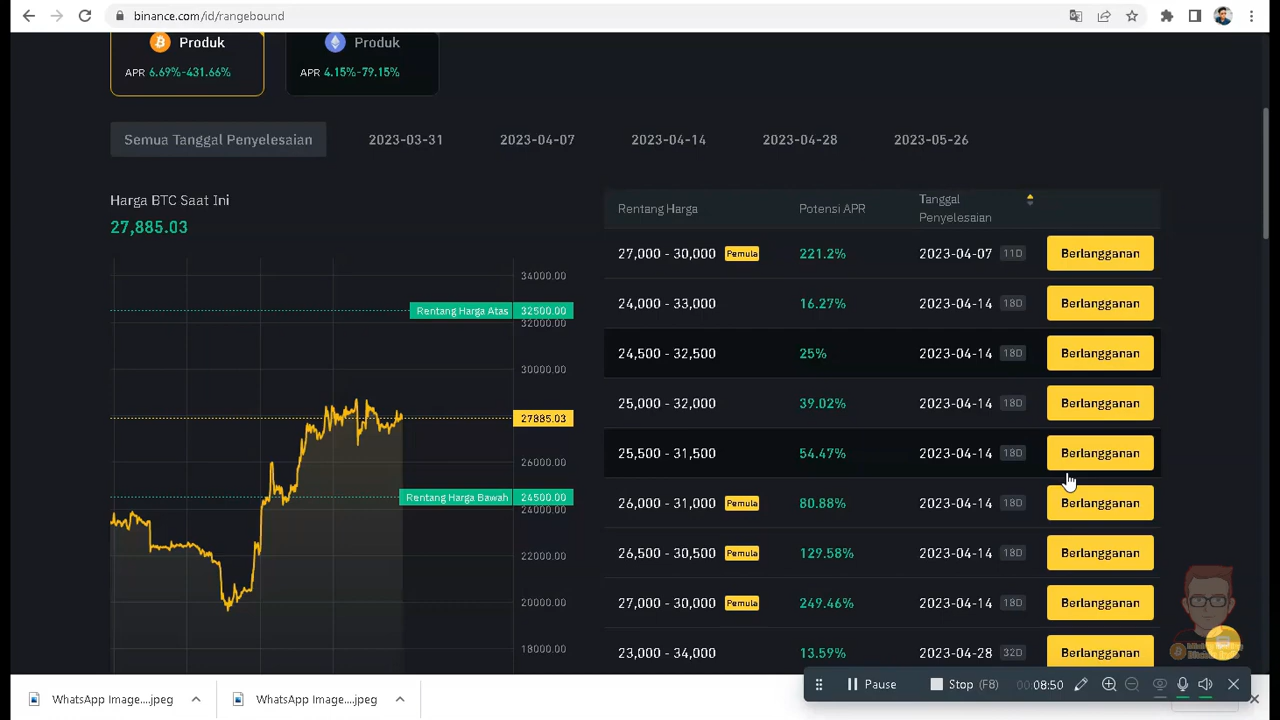 binance.com/id/rangebound
Produk
APR 6.69%-431.66%
Produk
APR 4.15%-79.15%
Semua Tanggal Penyelesaian
2023-03-31
2023-04-07
2023-04-14
2023-04-28
2023-05-26
Harga BTC Saat Ini
27,885.03
34000.00
Rentang Harga Atas 32500.00
32000.00
30000.00
27885.03
26000.00
Rentang Harga Bawah 24500.00
24000.00
22000.00
20000.00
18000.00
Rentang Harga Potensi APR Tanggal Penyelesaian
27,000 - 30,000 Pemula 221.2% 2023-04-07 11D Berlangganan
24,000 - 33,000 16.27% 2023-04-14 18D Berlangganan
24,500 - 32,500 25% 2023-04-14 18D Berlangganan
25,000 - 32,000 39.02% 2023-04-14 18D Berlangganan
25,500 - 31,500 54.47% 2023-04-14 18D Berlangganan
26,000 - 31,000 Pemula 80.88% 2023-04-14 18D Berlangganan
26,500 - 30,500 Pemula 129.58% 2023-04-14 18D Berlangganan
27,000 - 30,000 Pemula 249.46% 2023-04-14 18D Berlangganan
23,000 - 34,000 13.59% 2023-04-28 32D Berlangganan
Pause
Stop (F8)
00:08:50
WhatsApp Image....jpeg
WhatsApp Image....jpeg